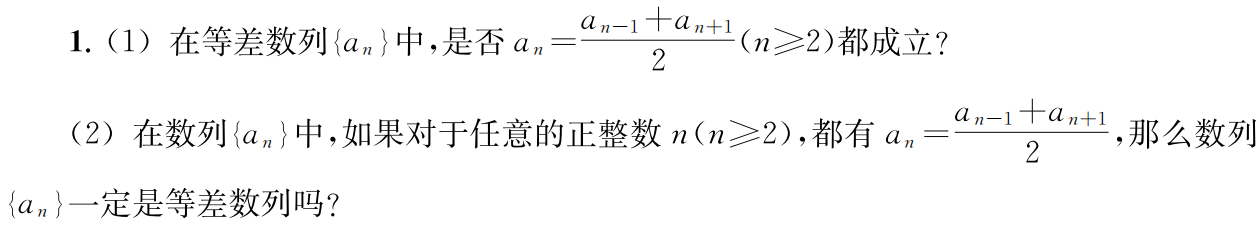 1. (1) 在等差数列{aₙ}中,是否 aₙ=\frac{aₙ₋₁+aₙ₊₁}{2}(n⩾2)都成立?
(2) 在数列{aₙ}中,如果对于任意的正整数 n(n⩾2),都有 aₙ=\frac{aₙ₋₁+aₙ₊₁}{2},那么数列
{aₙ}一定是等差数列吗?